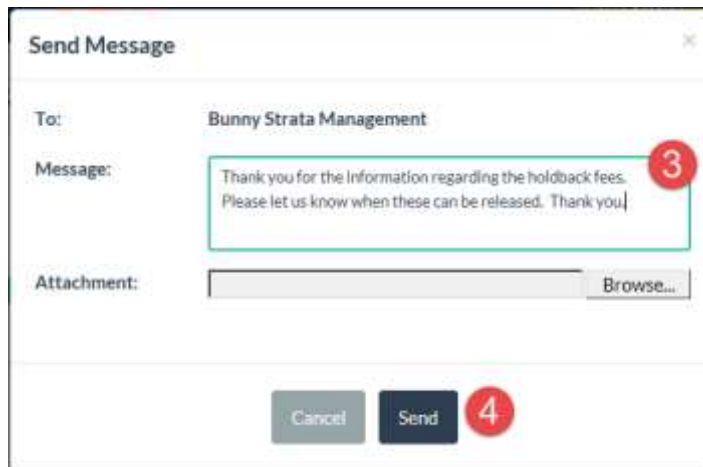 Send Message
×
To: Bunny Strata Management
Message:
3
Thank you for the Information regarding the holdback fees.
Please let us know when these can be released. Thank you.
Attachment: Browse...
Cancel Send 4